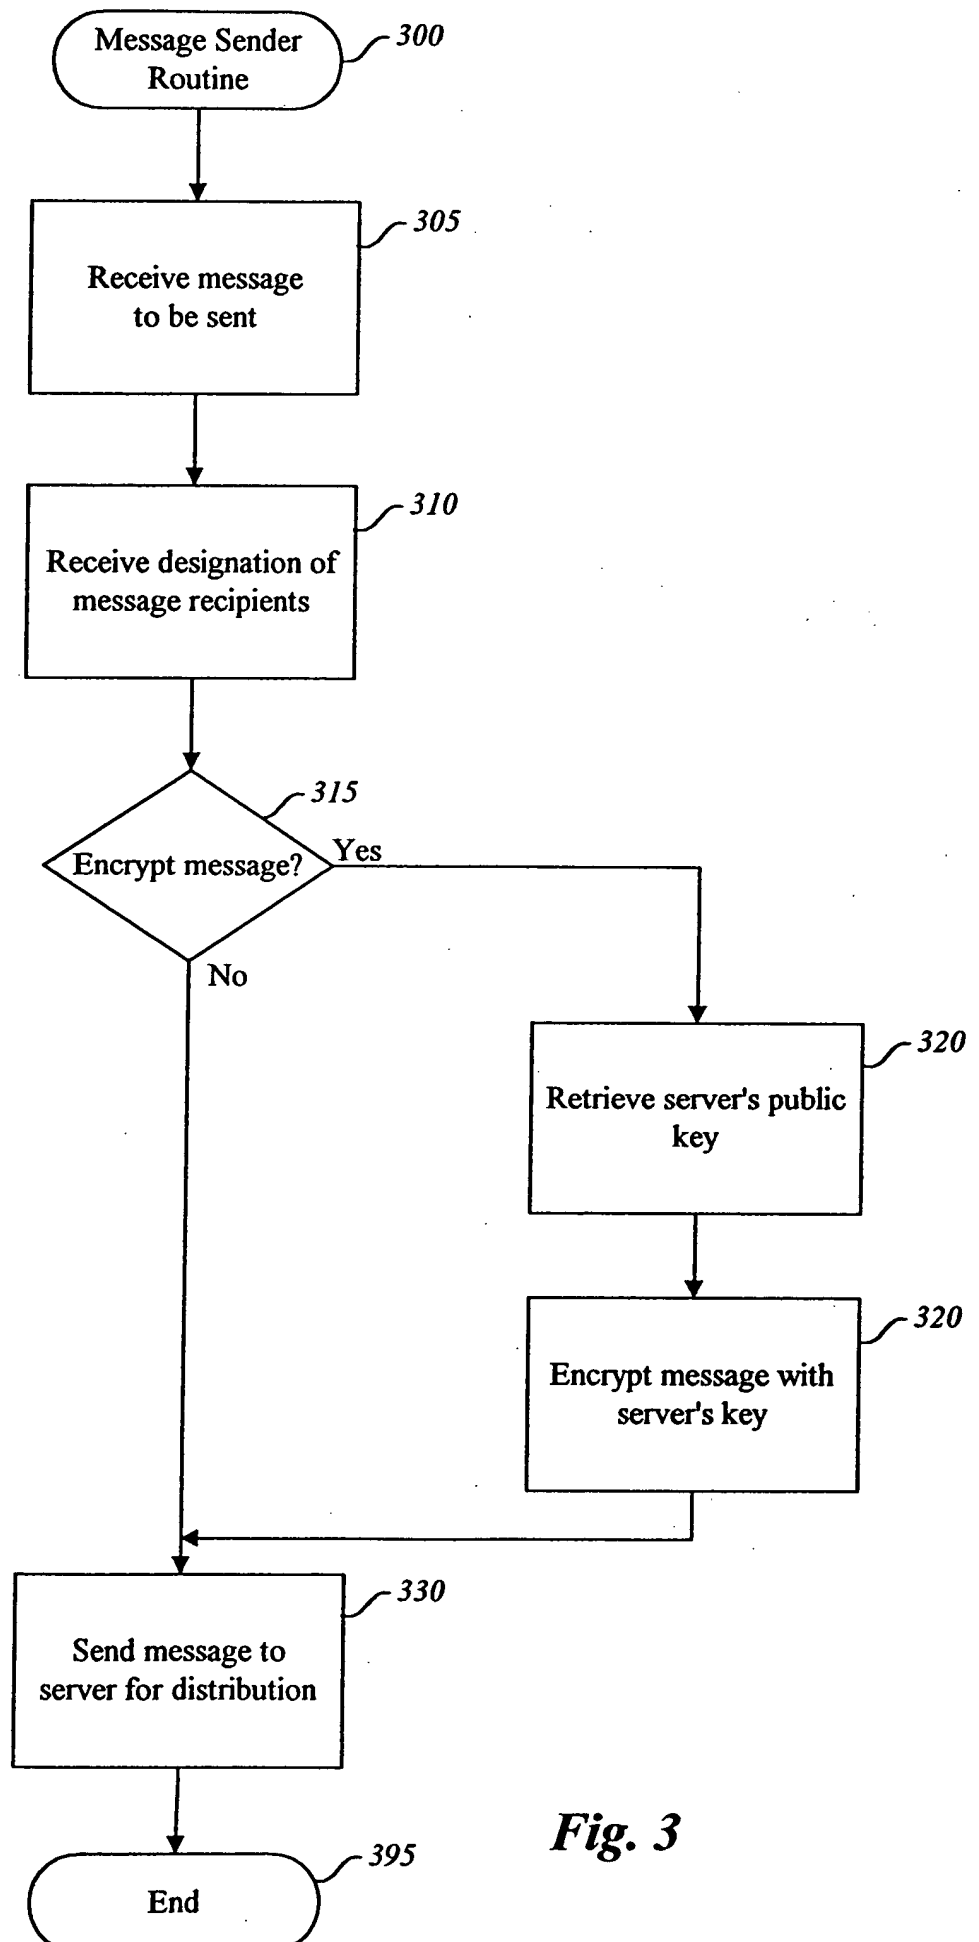 Message Sender
Routine
300
Receive message
to be sent
305
Receive designation of
message recipients
310
Encrypt message?
315
Yes
No
Retrieve server's public
key
320
Encrypt message with
server's key
320
Send message to
server for distribution
330
End
395
Fig. 3